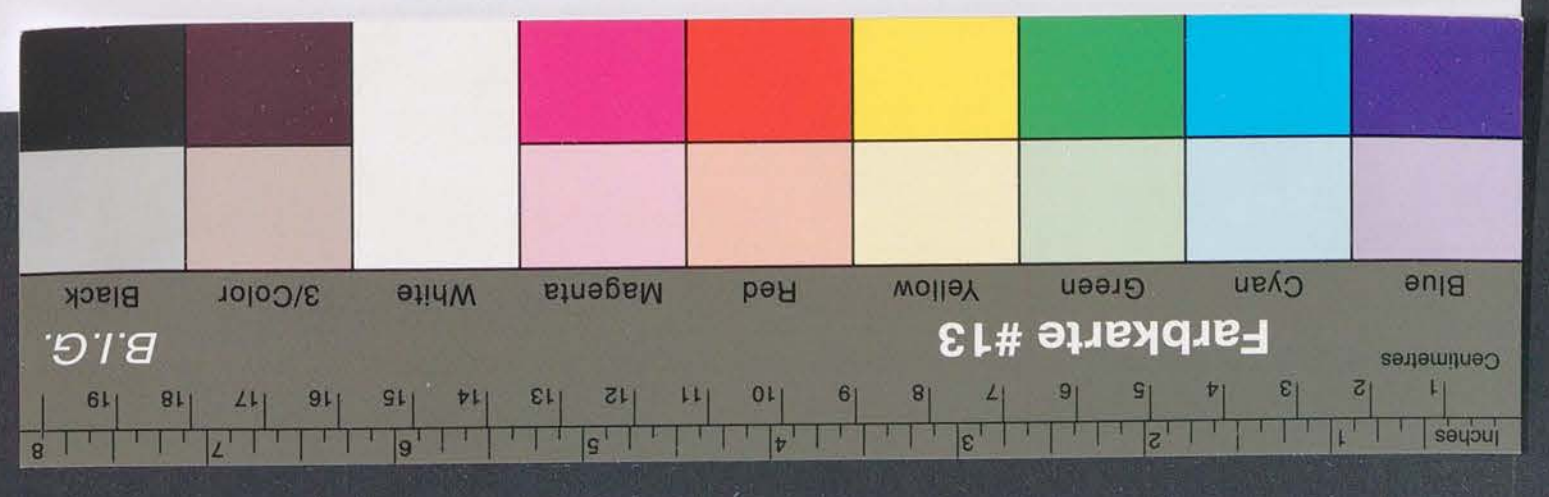 Inches 1 2 3 4 5 6 7 8
Centimetres 1 2 3 4 5 6 7 8 9 10 11 12 13 14 15 16 17 18 19
Farbkarte #13 B.I.G.
Blue Cyan Green Yellow Red Magenta White 3/Color Black